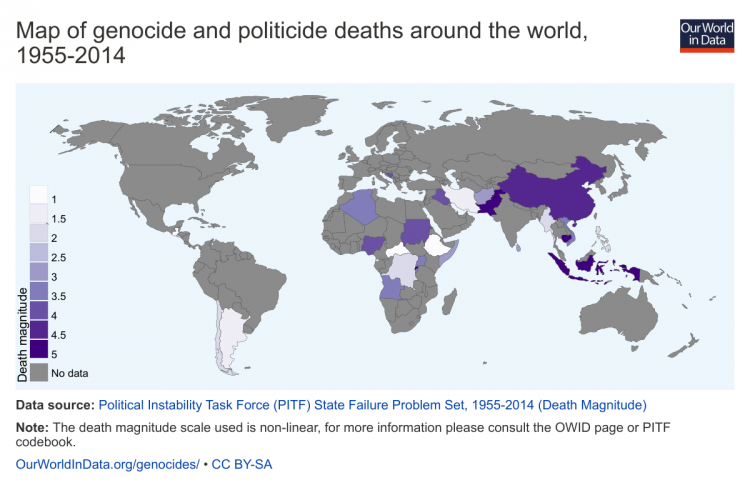 Map of genocide and politicide deaths around the world,
1955-2014
Our World
in Data
Death magnitude
1
1.5
2
2.5
3
3.5
4
4.5
5
No data
Data source: Political Instability Task Force (PITF) State Failure Problem Set, 1955-2014 (Death Magnitude)
Note: The death magnitude scale used is non-linear, for more information please consult the OWID page or PITF
codebook.
OurWorldInData.org/genocides/ • CC BY-SA